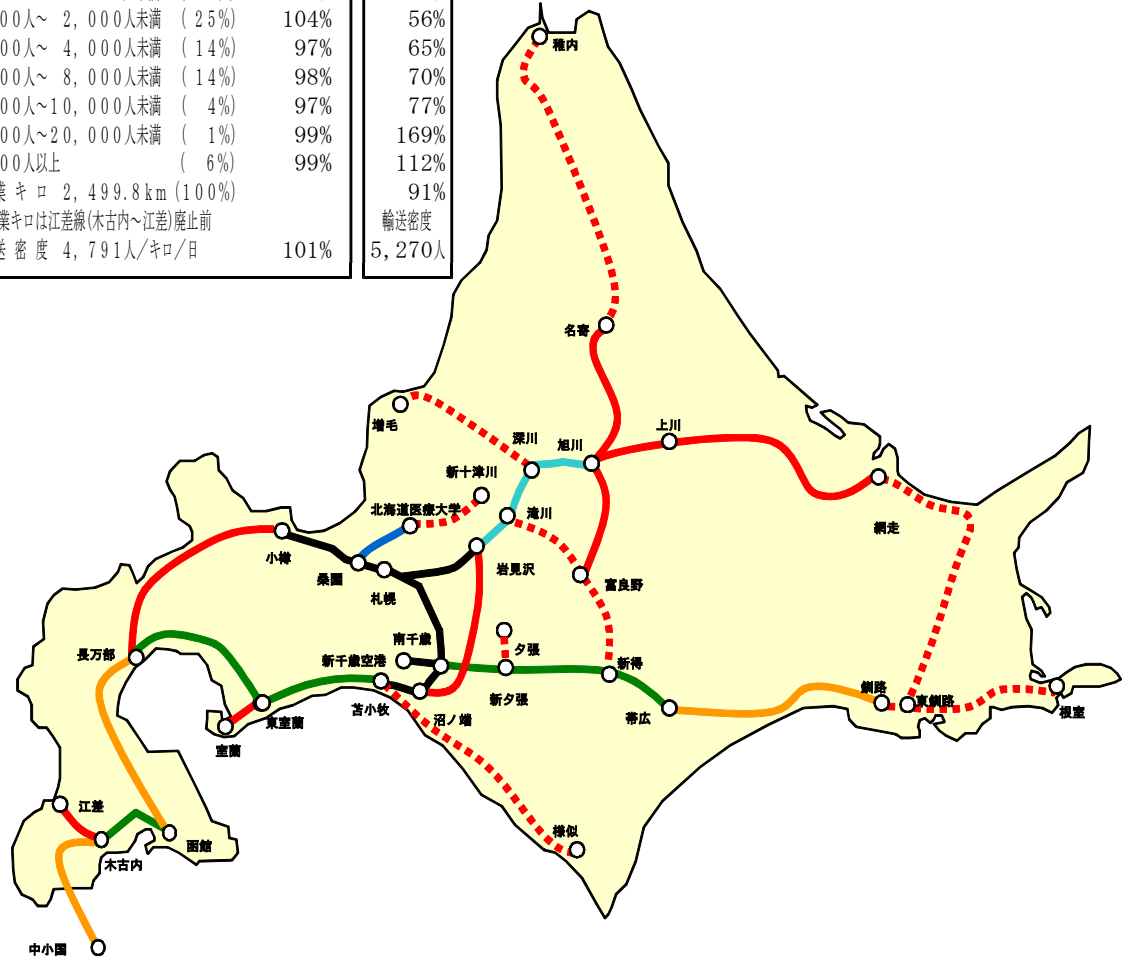 00人～ 2,000人未満 (25%) 104% 56%
00人～ 4,000人未満 (14%) 97% 65%
00人～ 8,000人未満 (14%) 98% 70%
00人～10,000人未満 ( 4%) 97% 77%
00人～20,000人未満 ( 1%) 99% 169%
00人以上 ( 6%) 99% 112%
業キロ 2,499.8km(100%) 91%
業キロは江差線(木古内～江差)廃止前 輸送密度
送密度 4,791人/キロ/日 101% 5,270人
稚内
名寄
増毛
深川
旭川
上川
新十津川
北海道医療大学
滝川
網走
小樽
桑園
札幌
岩見沢
富良野
南千歳
夕張
長万部
新千歳空港
新得
新夕張
釧路
東釧路
根室
苫小牧
沼ノ端
帯広
東室蘭
室蘭
江差
様似
函館
木古内
中小国